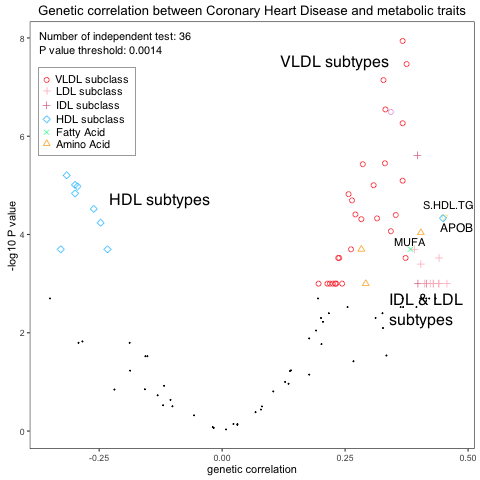 Genetic correlation between Coronary Heart Disease and metabolic traits
Number of independent test: 36
P value threshold: 0.0014
VLDL subclass
LDL subclass
IDL subclass
HDL subclass
Fatty Acid
Amino Acid
VLDL subtypes
HDL subtypes
S.HDL.TG
APOB
MUFA
IDL & LDL
subtypes
-log10 P value
8
6
4
2
0
-0.25
0.00
0.25
0.50
genetic correlation